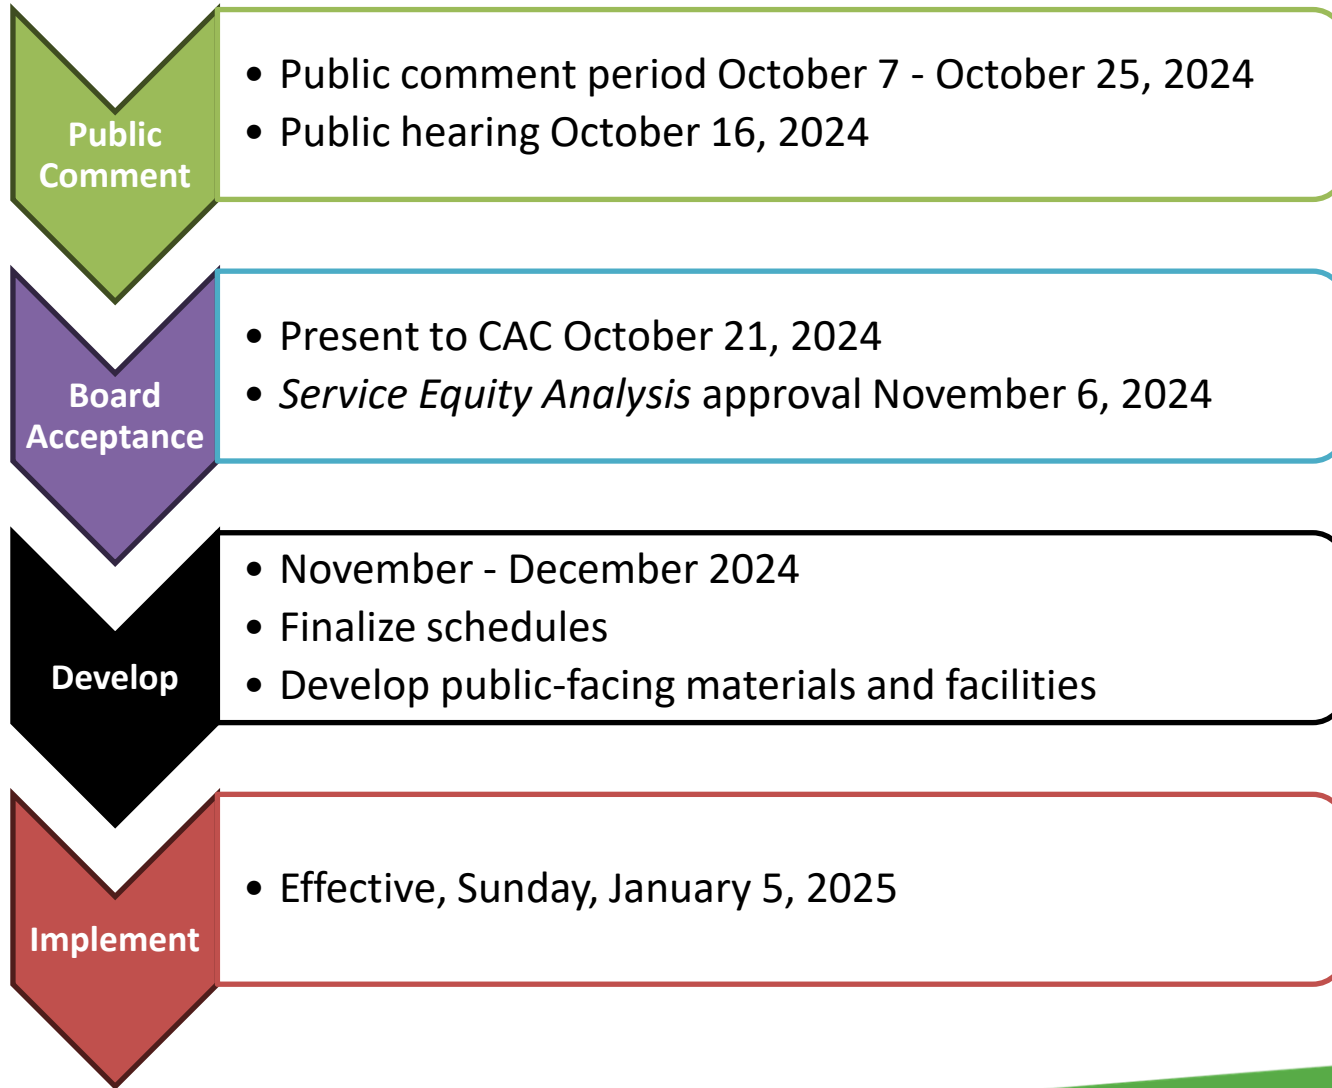 Public
Comment
• Public comment period October 7 - October 25, 2024
• Public hearing October 16, 2024
Board
Acceptance
• Present to CAC October 21, 2024
• Service Equity Analysis approval November 6, 2024
Develop
• November - December 2024
• Finalize schedules
• Develop public-facing materials and facilities
Implement
• Effective, Sunday, January 5, 2025